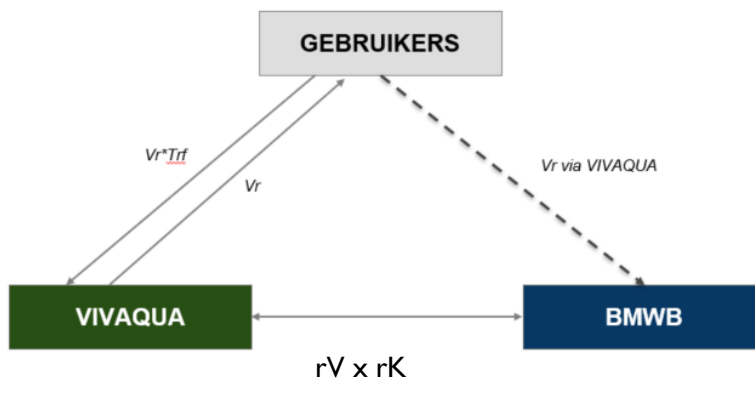 GEBRUIKERS
Vr*Trf
Vr
Vr via VIVAQUA
VIVAQUA
BMWB
rV x rK